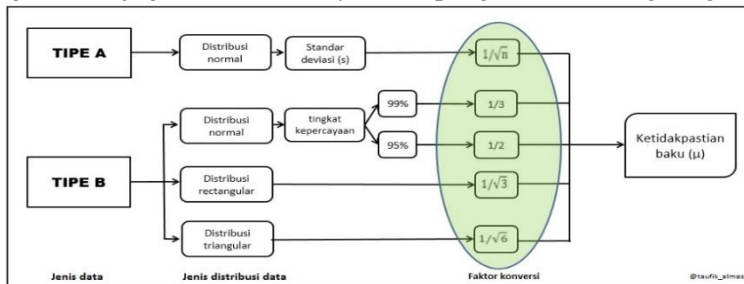 TIPE A
Distribusi
normal
Standar
deviasi (s)
1/√n
Distribusi
normal
tingkat
kepercayaan
99%
1/3
95%
1/2
TIPE B
Distribusi
rectangular
1/√3
Distribusi
triangular
1/√6
Ketidakpastian
baku (μ)
Jenis data
Jenis distribusi data
Faktor konversi